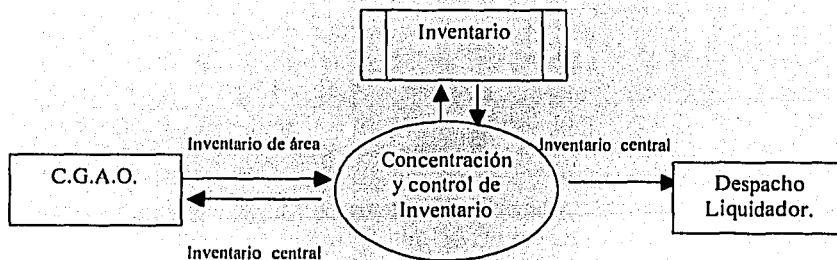 Inventario
Inventario de área
Inventario central
C.G.A.O.
Concentración
y control de
Inventario
Despacho
Liquidador.
Inventario central